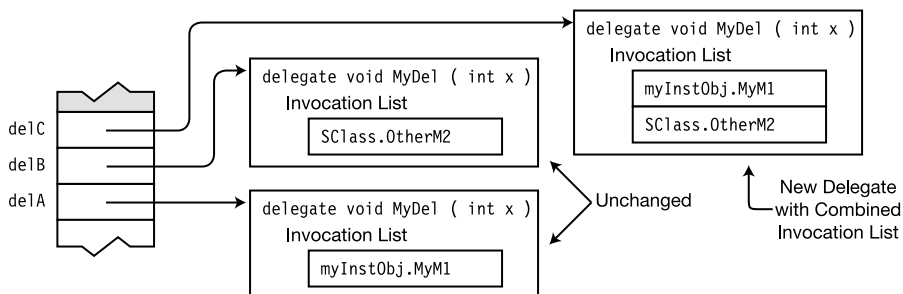 delC
delB
delA
delegate void MyDel ( int x )
Invocation List
SClass.OtherM2
delegate void MyDel ( int x )
Invocation List
myInstObj.MyM1
delegate void MyDel ( int x )
Invocation List
myInstObj.MyM1
SClass.OtherM2
Unchanged
New Delegate
with Combined
Invocation List